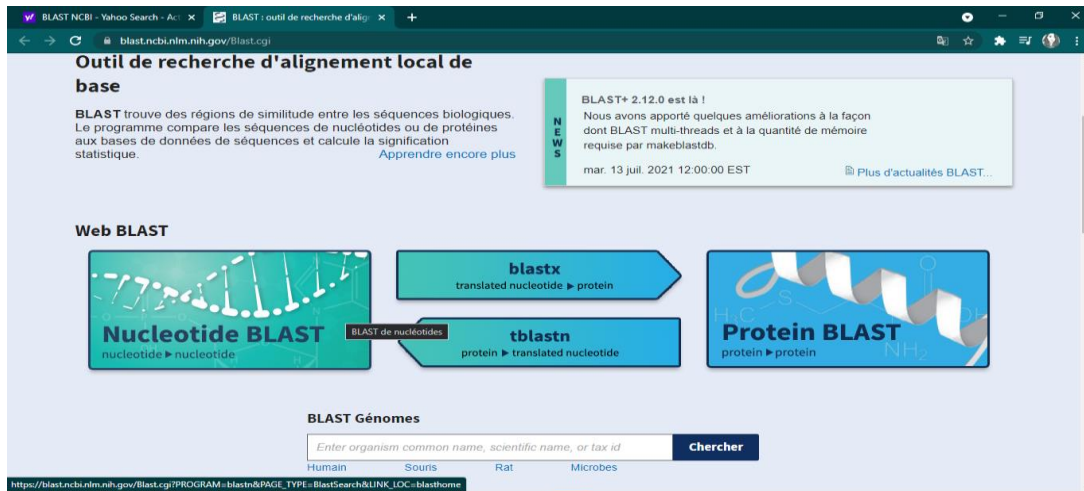 BLAST NCBI - Yahoo Search - Act
BLAST : outil de recherche d'alig
blast.ncbi.nlm.nih.gov/Blast.cgi
Outil de recherche d'alignement local de
base
BLAST trouve des régions de similitude entre les séquences biologiques.
Le programme compare les séquences de nucléotides ou de protéines
aux bases de données de séquences et calcule la signification
statistique.
Apprendre encore plus
NEWS
BLAST+ 2.12.0 est là !
Nous avons apporté quelques améliorations à la façon
dont BLAST multi-threads et à la quantité de mémoire
requise par makeblastdb.
mar. 13 juil. 2021 12:00:00 EST
Plus d'actualités BLAST...
Web BLAST
Nucleotide BLAST
nucleotide ▶ nucleotide
BLAST de nucléotides
blastx
translated nucleotide ▶ protein
tblastn
protein ▶ translated nucleotide
Protein BLAST
protein ▶ protein
H₃C
S
O
NH₂
BLAST Génomes
Enter organism common name, scientific name, or tax id
Chercher
Humain Souris Rat Microbes
https://blast.ncbi.nlm.nih.gov/Blast.cgi?PROGRAM=blastn&PAGE_TYPE=BlastSearch&LINK_LOC=blasthome